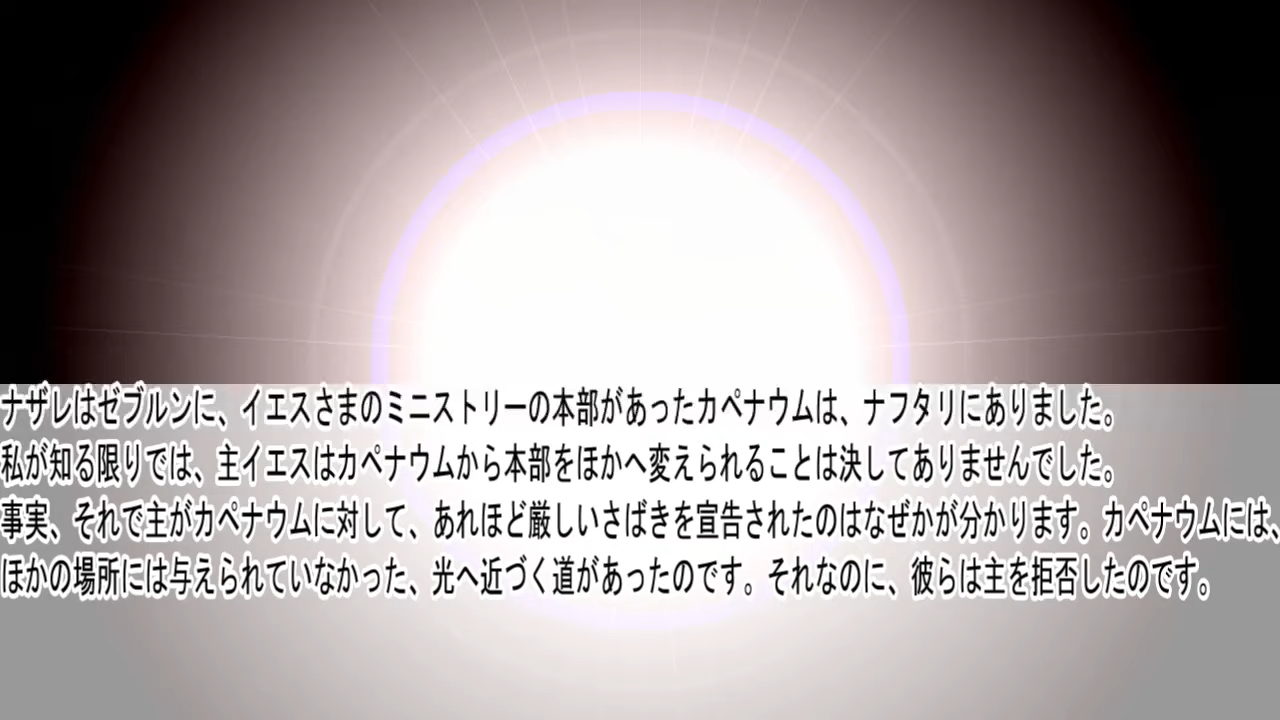 ナザレはゼブルンに、イエスさまのミニストリーの本部があったカペナウムは、ナフタリにありました。
私が知る限りでは、主イエスはカペナウムから本部をほかへ変えられることは決してありませんでした。
事実、それで主がカペナウムに対して、あれほど厳しいさばきを宣告されたのはなぜかが分かります。カペナウムには、
ほかの場所には与えられていなかった、光へ近づく道があったのです。それなのに、彼らは主を拒否したのです。